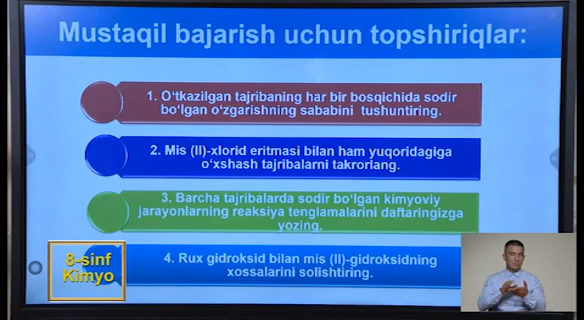 Mustaqil bajarish uchun topshiriqlar:
1. O‘tkazilgan tajribaning har bir bosqichida sodir
bo‘lgan o‘zgarishning sababini tushuntiring.
2. Mis (II)-xlorid eritmasi bilan ham yuqoridagiga
o‘xshash tajribalarni takrorlang.
3. Barcha tajribalarda sodir bo‘lgan kimyoviy
jarayonlarning reaksiya tenglamalarini daftaringizga
yozing.
4. Rux gidroksid bilan mis (II)-gidroksidning
xossalarini solishtiring.
8-sinf
Kimyo